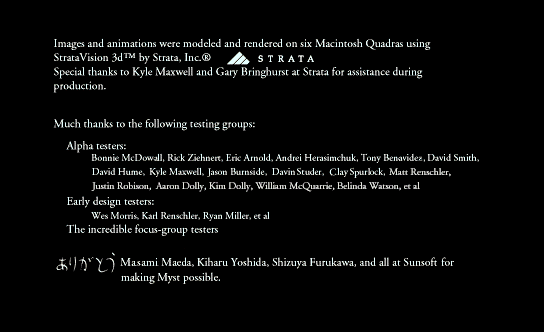 Images and animations were modeled and rendered on six Macintosh Quadras using
StrataVision 3d™ by Strata, Inc.® STRATA
Special thanks to Kyle Maxwell and Gary Bringhurst at Strata for assistance during
production.
Much thanks to the following testing groups:
Alpha testers:
Bonnie McDowall, Rick Ziehnert, Eric Arnold, Andrei Herasimchuk, Tony Benavidez, David Smith,
David Hume, Kyle Maxwell, Jason Burnside, Davin Studer, Clay Spurlock, Matt Renschler,
Justin Robison, Aaron Dolly, Kim Dolly, William McQuarrie, Belinda Watson, et al
Early design testers:
Wes Morris, Karl Renschler, Ryan Miller, et al
The incredible focus-group testers
ありがとう Masami Maeda, Kiharu Yoshida, Shizuya Furukawa, and all at Sunsoft for
making Myst possible.